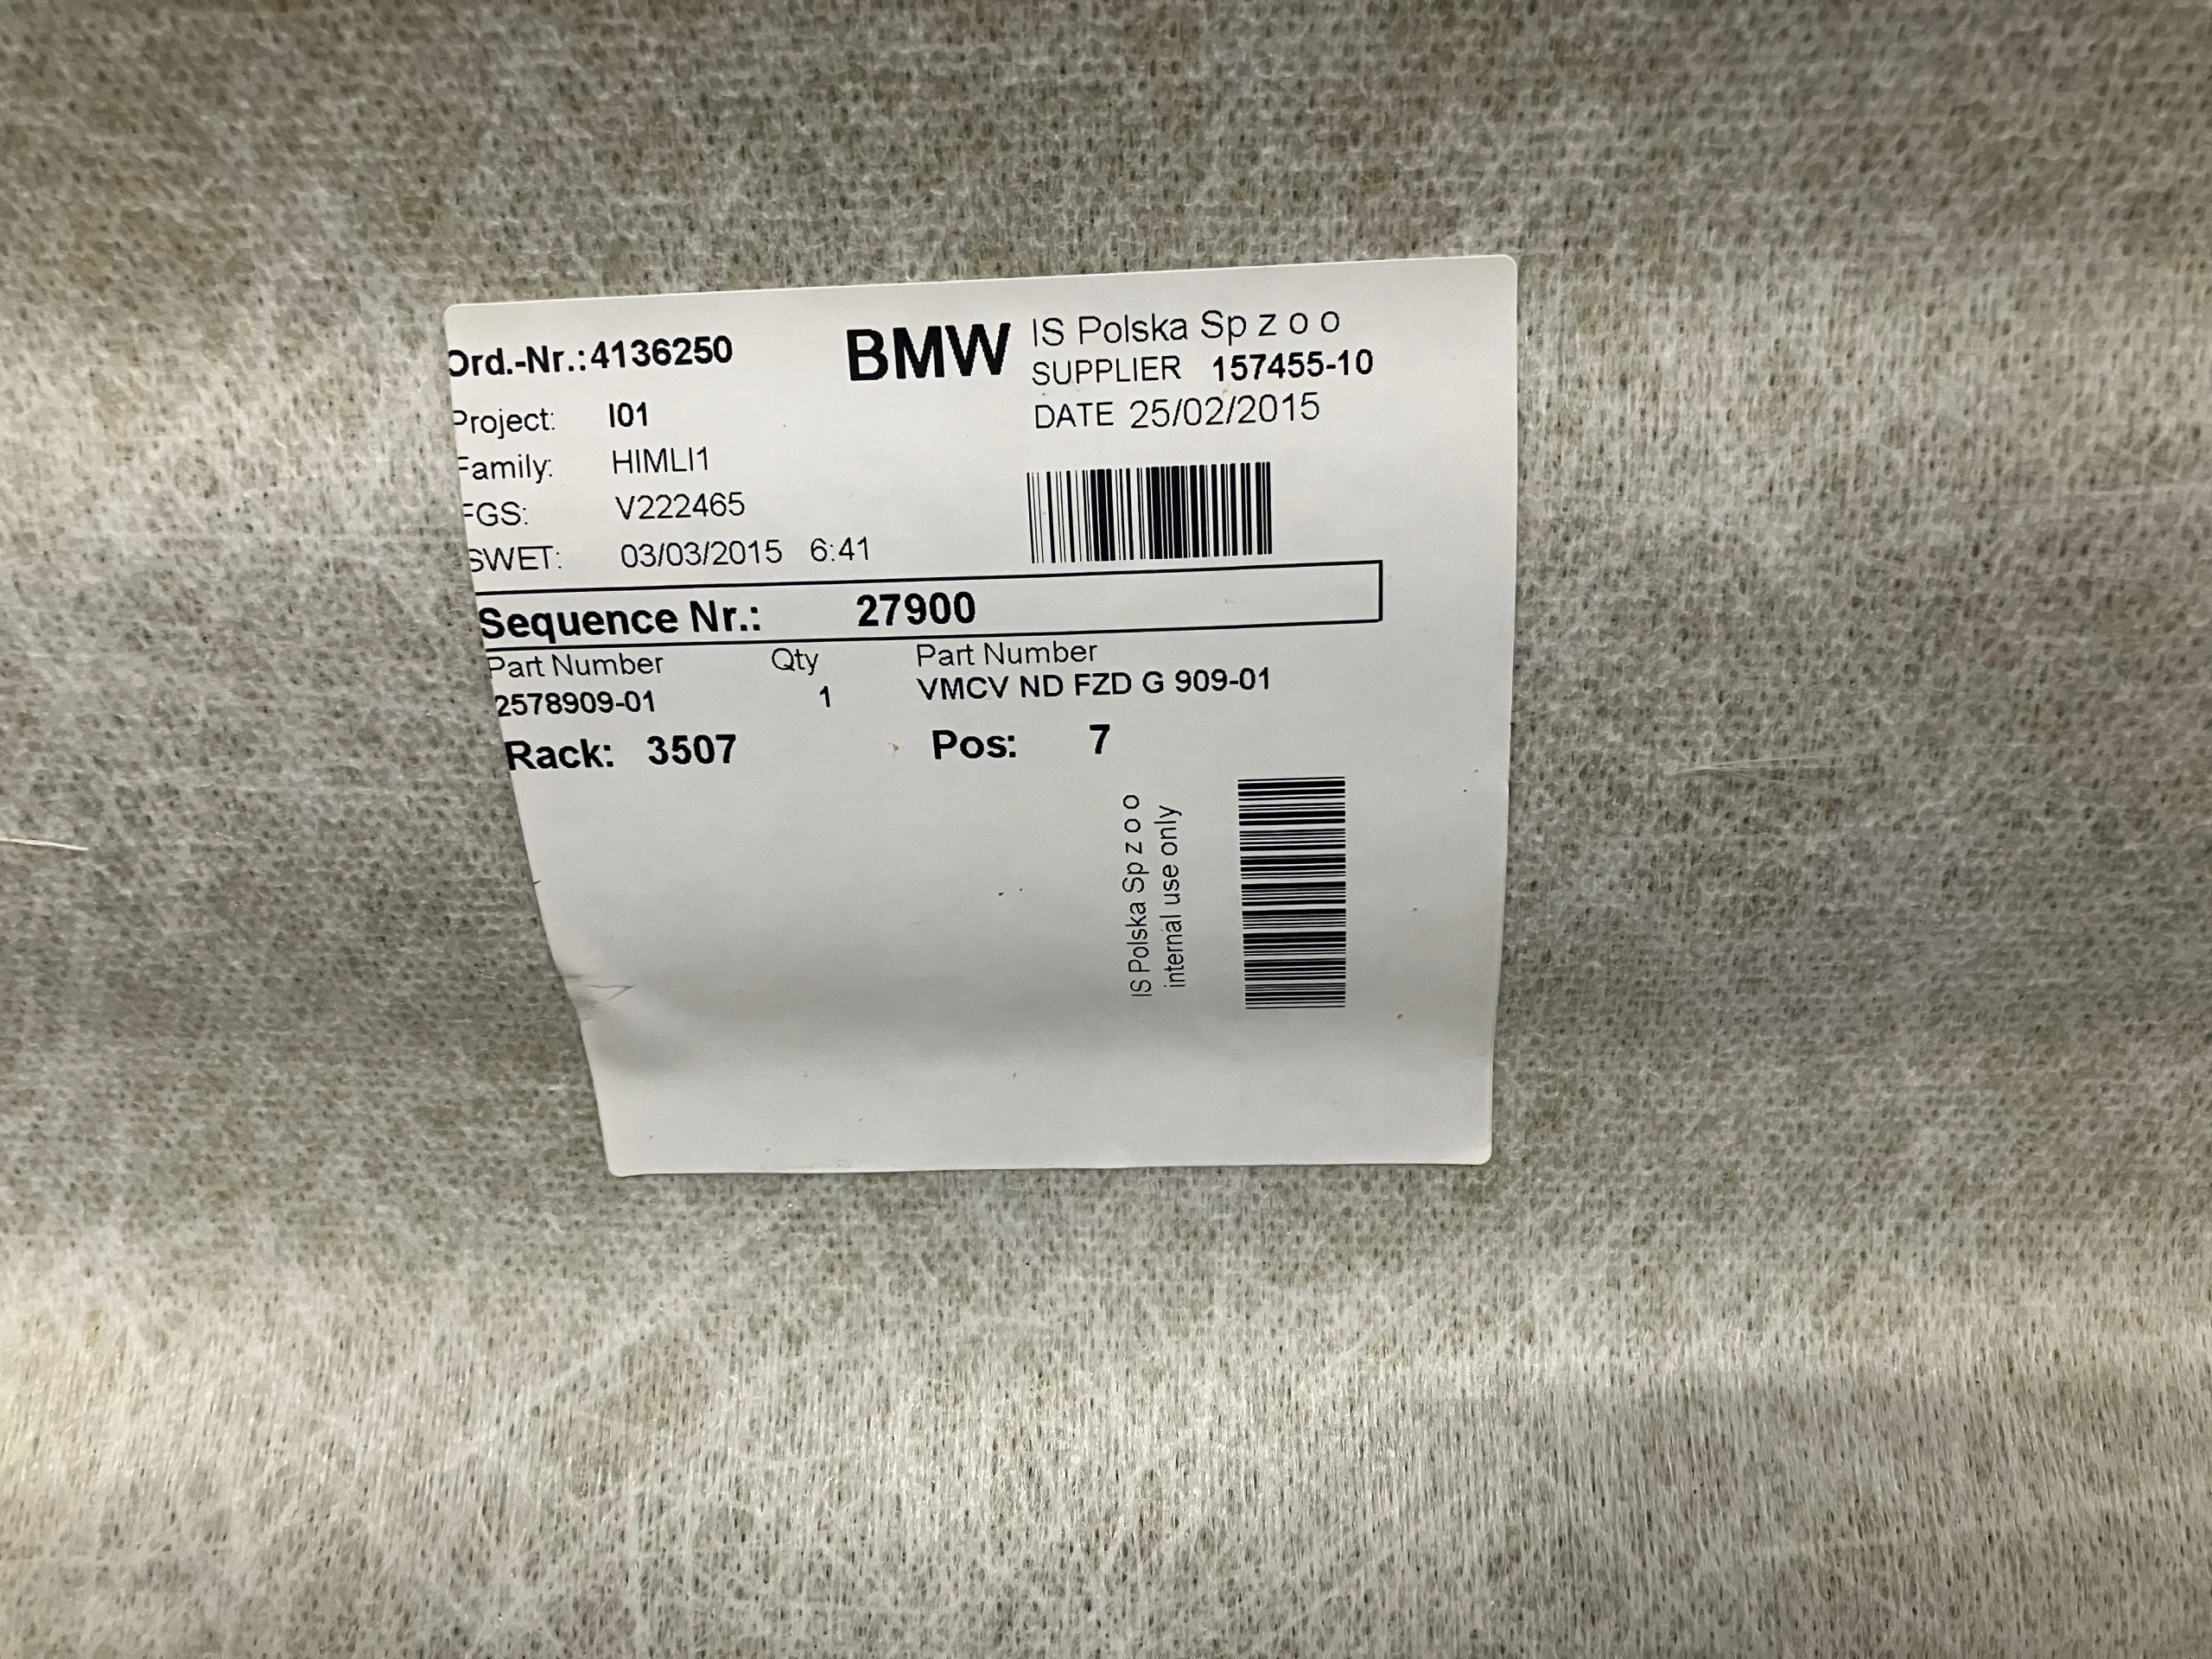 Ord.-Nr.:4136250
BMW
IS Polska Sp z o o
SUPPLIER 157455-10
DATE 25/02/2015
Project: I01
Family: HIMLI1
FGS: V222465
SWET: 03/03/2015 6:41
Sequence Nr.: 27900
Part Number Qty Part Number
2578909-01 1 VMCV ND FZD G 909-01
Rack: 3507 Pos: 7
IS Polska Sp z o o
internal use only